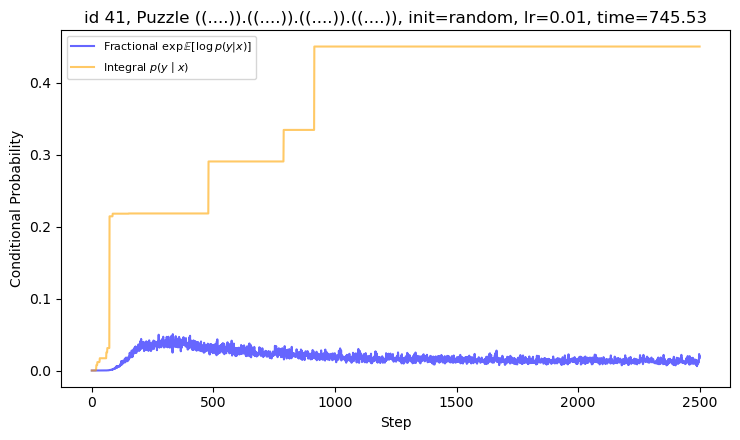 id 41, Puzzle ((....)).((....)).((....)).((....)), init=random, lr=0.01, time=745.53
Fractional exp𝔼[log p(y|x)]
Integral p(y | x)
0.4
0.3
0.2
0.1
0.0
Conditional Probability
0
500
1000
1500
2000
2500
Step